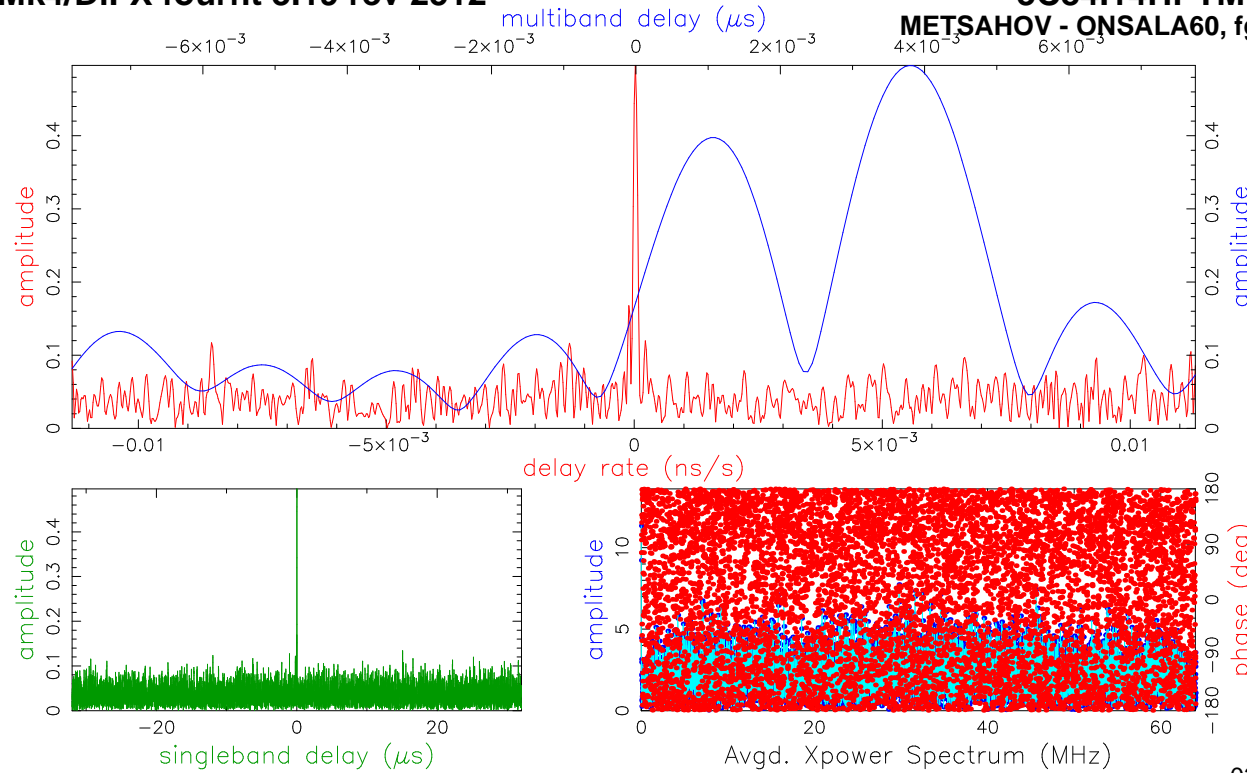 multiband delay (μs)
METSAHOV - ONSALA60, fg
−6×10⁻³ −4×10⁻³ −2×10⁻³ 0 2×10⁻³ 4×10⁻³ 6×10⁻³
amplitude
0 0.1 0.2 0.3 0.4
0 0.1 0.2 0.3 0.4
amplitude
−0.01 −5×10⁻³ 0 5×10⁻³ 0.01
delay rate (ns/s)
amplitude
0 0.1 0.2 0.3 0.4
−20 0 20
singleband delay (μs)
amplitude
0 5 10
−180 −90 0 90 180
phase (deg)
0 20 40 60
Avgd. Xpower Spectrum (MHz)